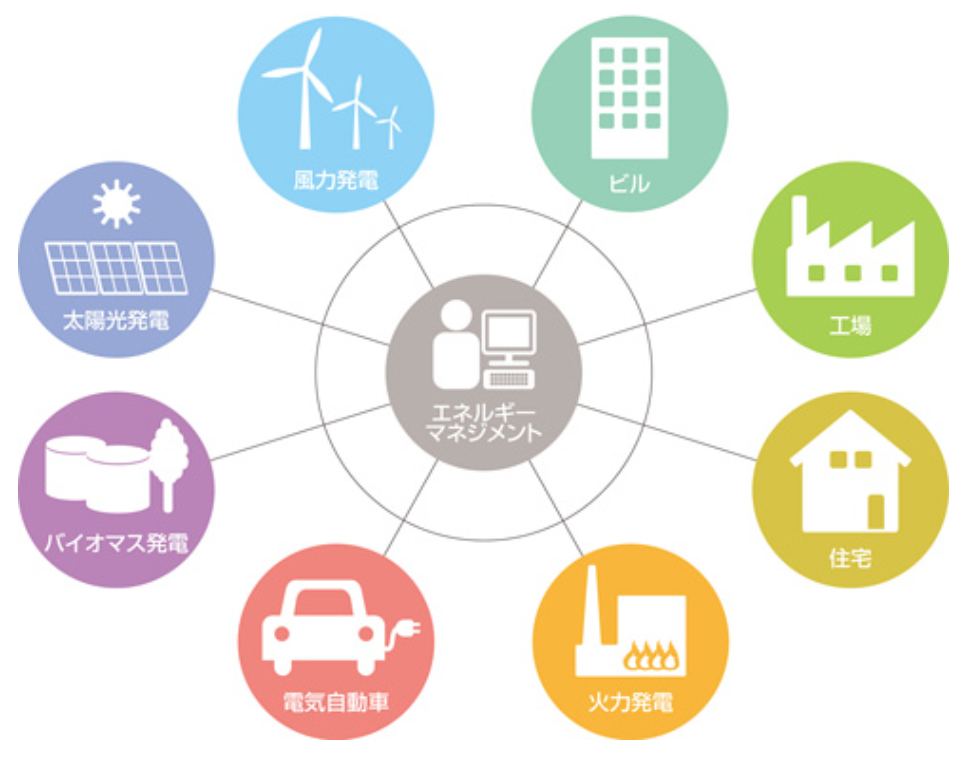 風力発電
ビル
太陽光発電
工場
エネルギー
マネジメント
バイオマス発電
住宅
電気自動車
火力発電